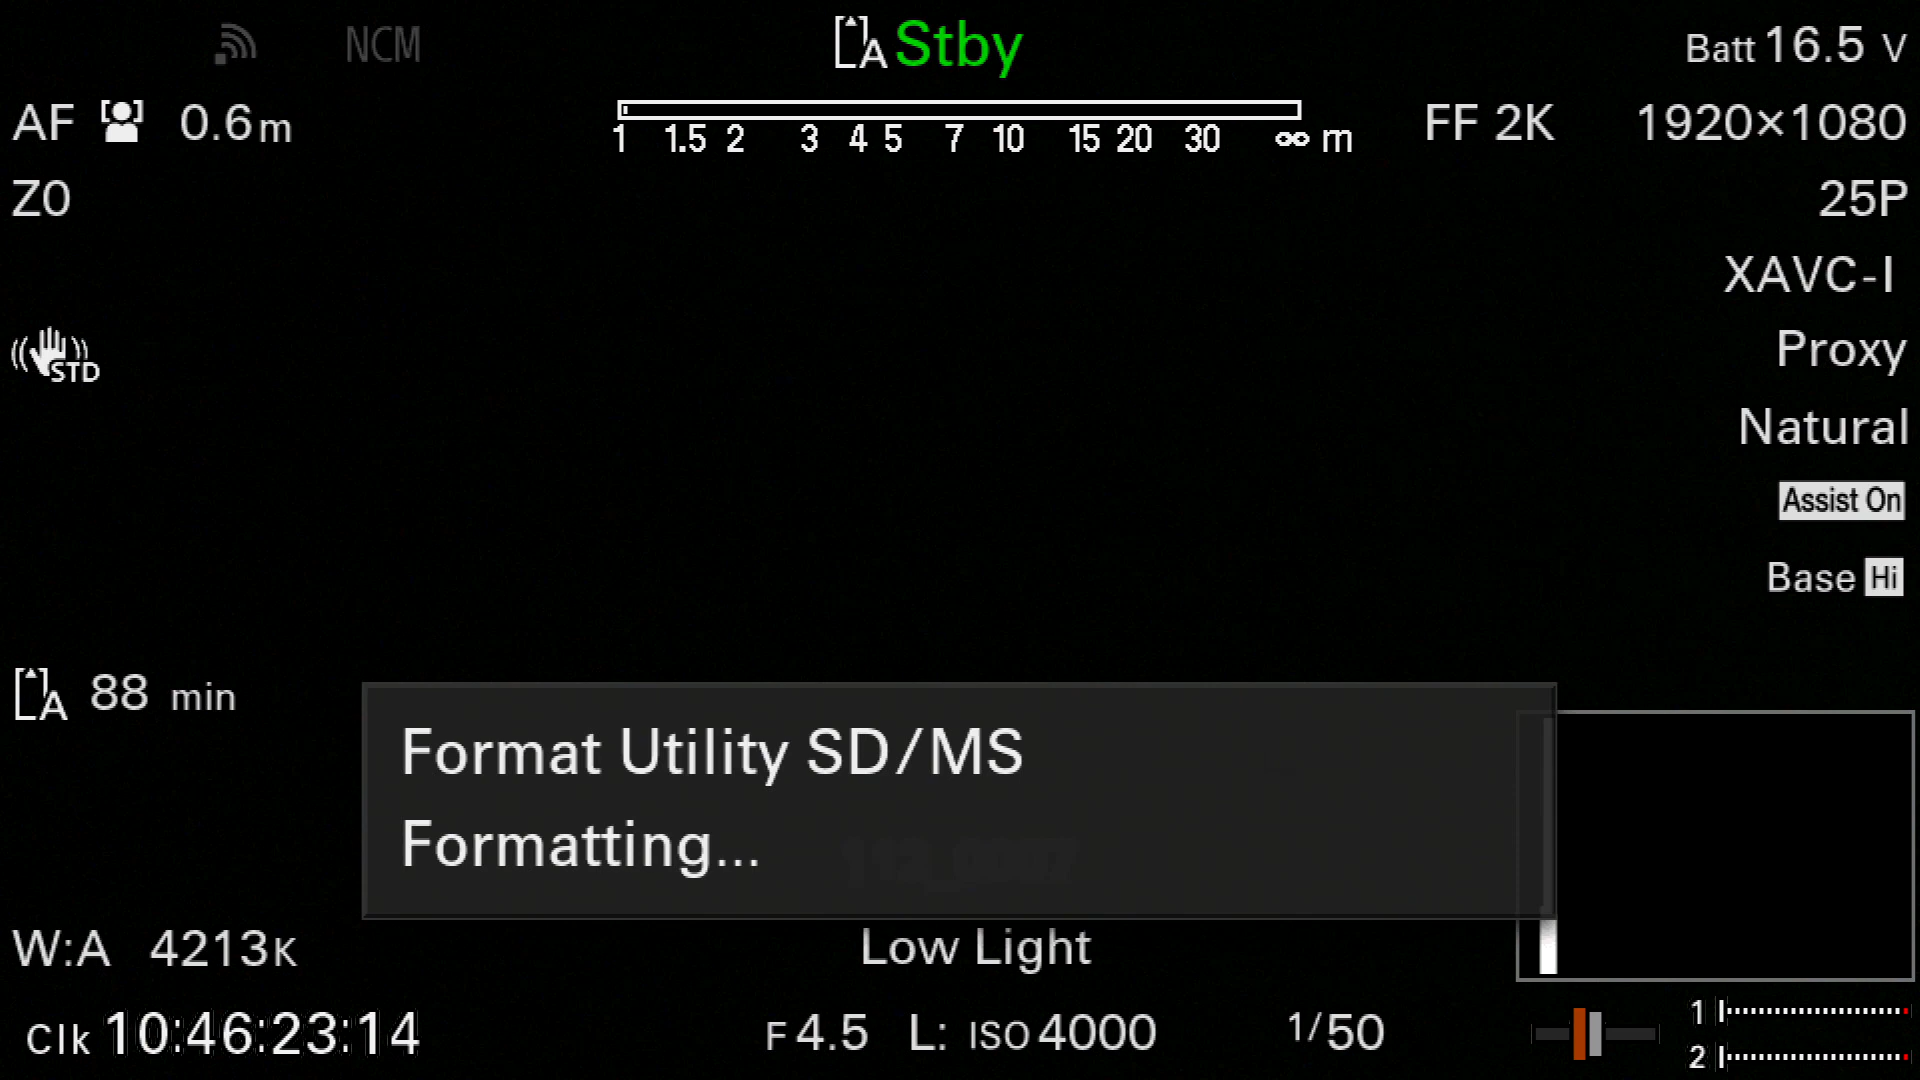 NCM
A Stby
Batt 16.5 V
AF 0.6m
1 1.5 2 3 4 5 7 10 15 20 30 ∞ m
FF 2K 1920×1080
Z0
25P
XAVC-I
STD
Proxy
Natural
Assist On
Base Hi
A 88 min
Format Utility SD/MS
Formatting...
W:A 4213K
Low Light
Clk 10:46:23:14
F4.5 L: ISO4000 1/50
1
2